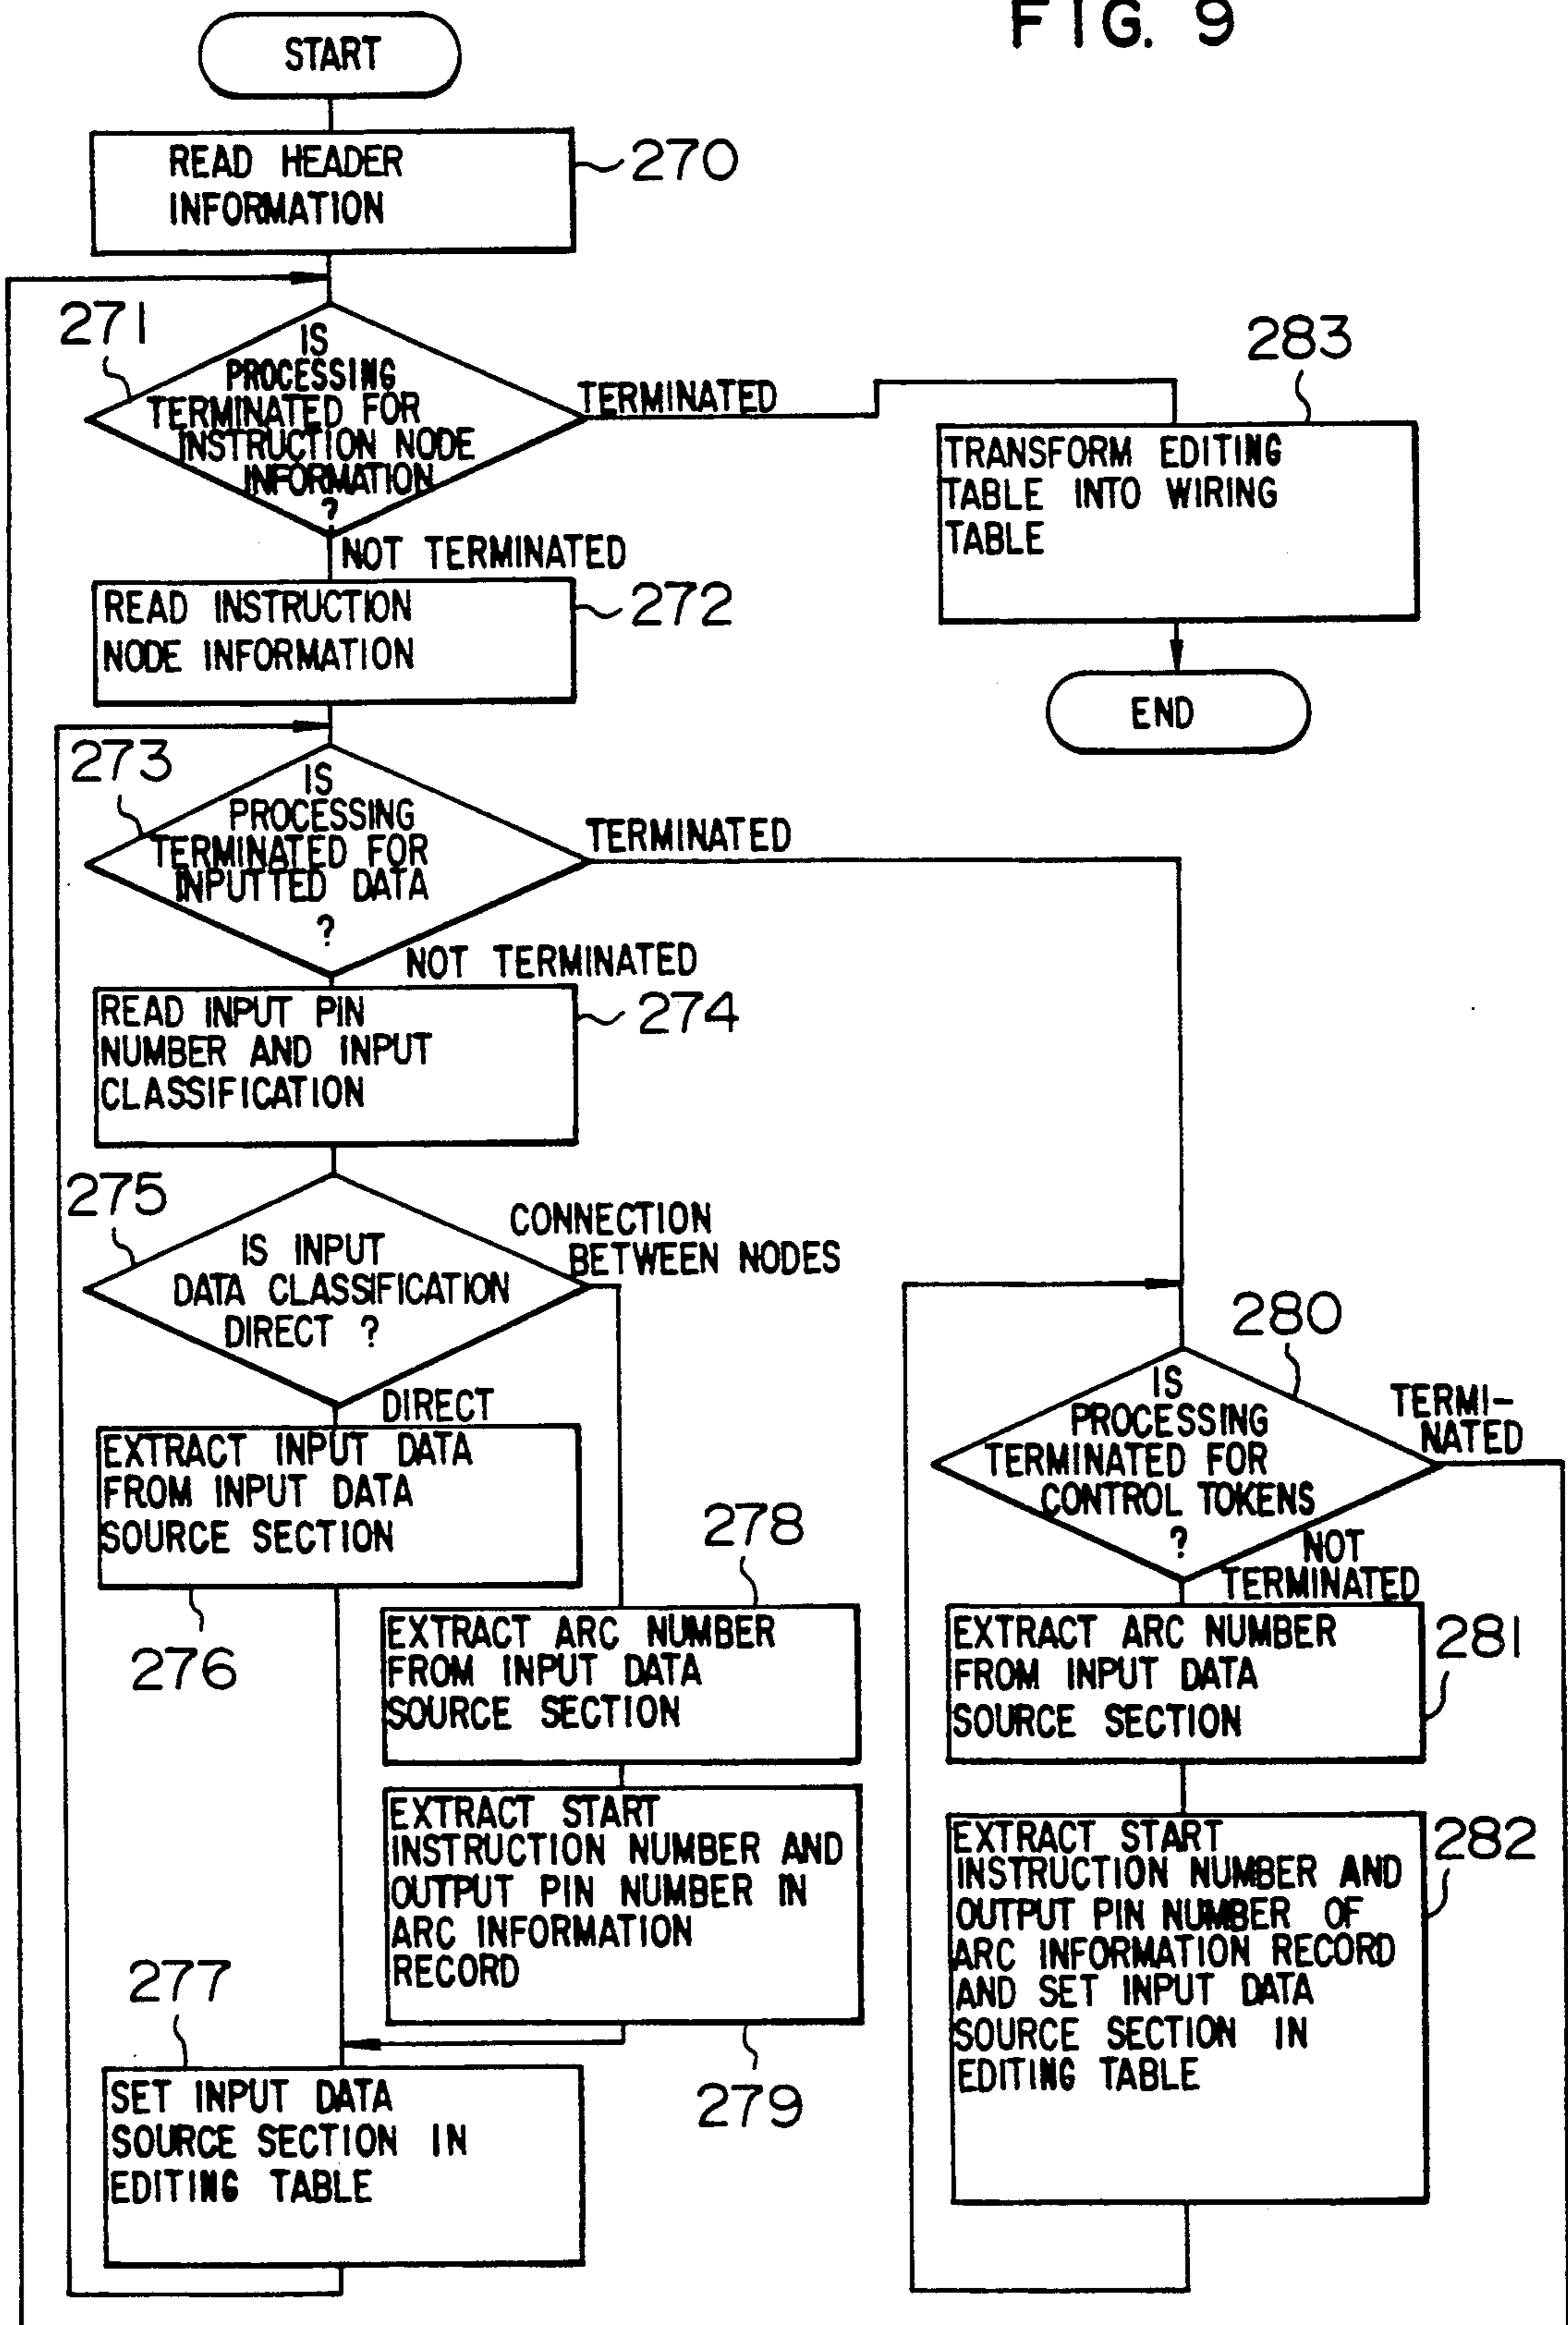 FIG. 9
START
READ HEADER
INFORMATION
270
271
IS
PROCESSING
TERMINATED FOR
INSTRUCTION NODE
INFORMATION
?
TERMINATED
NOT TERMINATED
283
TRANSFORM EDITING
TABLE INTO WIRING
TABLE
END
READ INSTRUCTION
NODE INFORMATION
272
273
IS
PROCESSING
TERMINATED FOR
INPUTTED DATA
?
TERMINATED
NOT TERMINATED
READ INPUT PIN
NUMBER AND INPUT
CLASSIFICATION
274
275
IS INPUT
DATA CLASSIFICATION
DIRECT ?
CONNECTION
BETWEEN NODES
DIRECT
EXTRACT INPUT DATA
FROM INPUT DATA
SOURCE SECTION
276
278
EXTRACT ARC NUMBER
FROM INPUT DATA
SOURCE SECTION
EXTRACT START
INSTRUCTION NUMBER AND
OUTPUT PIN NUMBER IN
ARC INFORMATION
RECORD
279
277
SET INPUT DATA
SOURCE SECTION IN
EDITING TABLE
280
IS
PROCESSING
TERMINATED FOR
CONTROL TOKENS
?
TERMI-
NATED
NOT
TERMINATED
EXTRACT ARC NUMBER
FROM INPUT DATA
SOURCE SECTION
281
EXTRACT START
INSTRUCTION NUMBER AND
OUTPUT PIN NUMBER OF
ARC INFORMATION RECORD
AND SET INPUT DATA
SOURCE SECTION IN
EDITING TABLE
282